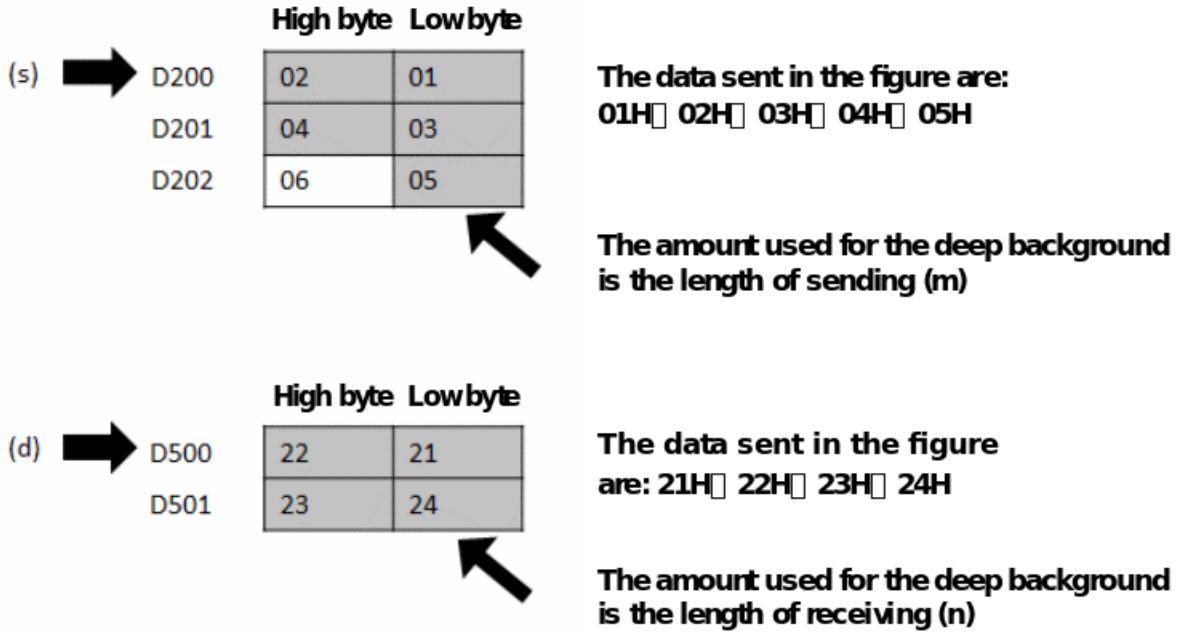 High byte Low byte
(s) D200 02 01
The data sent in the figure are:
D201 04 03
01H□ 02H□ 03H□ 04H□ 05H
D202 06 05
The amount used for the deep background
is the length of sending (m)
High byte Low byte
(d) D500 22 21
The data sent in the figure
D501 23 24
are: 21H□ 22H□ 23H□ 24H
The amount used for the deep background
is the length of receiving (n)